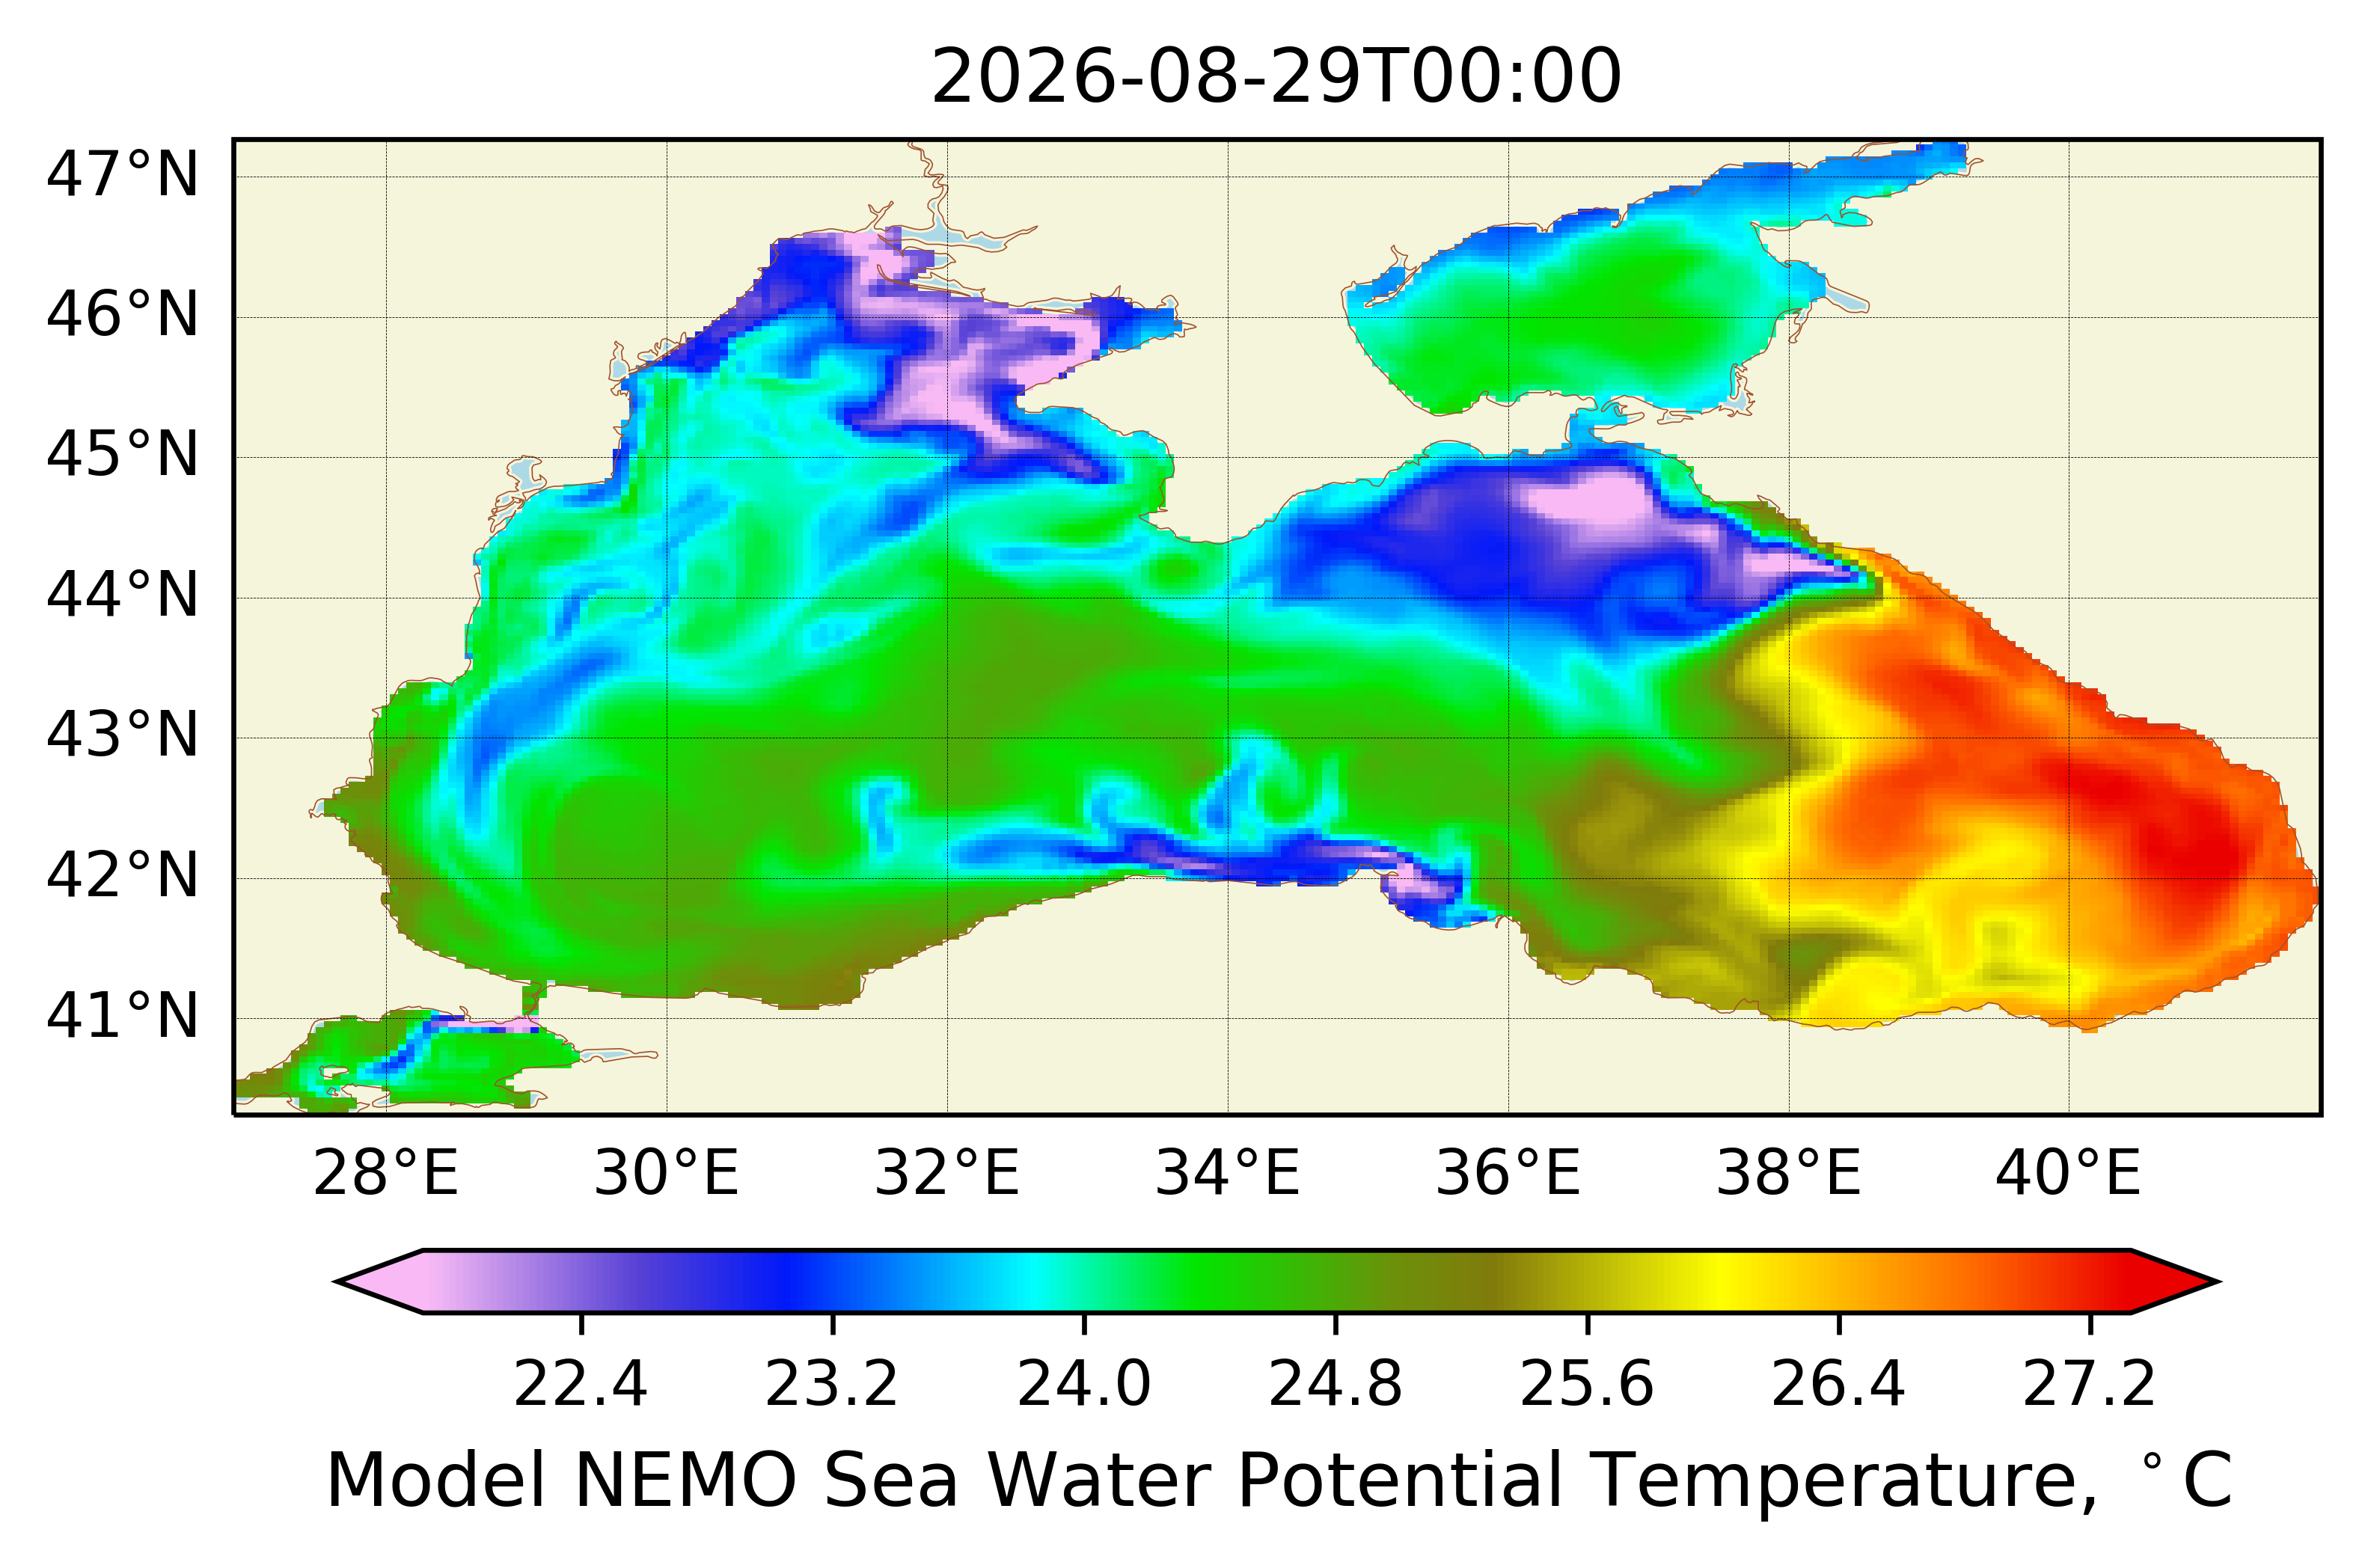 2026-08-29T00:00
47°N
46°N
45°N
44°N
43°N
42°N
41°N
28°E 30°E 32°E 34°E 36°E 38°E 40°E
22.4 23.2 24.0 24.8 25.6 26.4 27.2
Model NEMO Sea Water Potential Temperature, °C